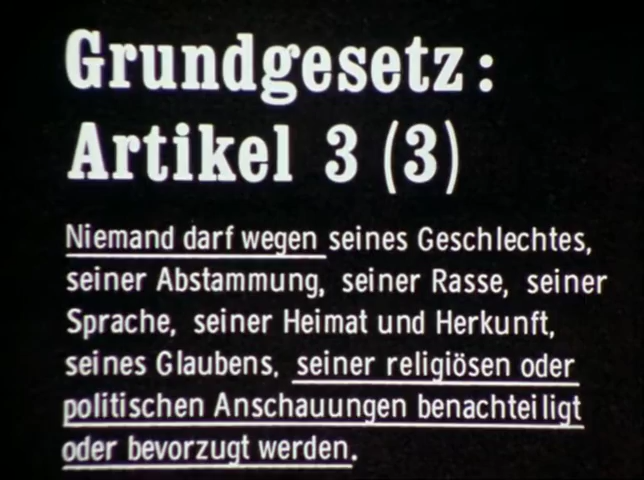 Grundgesetz:
Artikel 3 (3)
Niemand darf wegen seines Geschlechtes,
seiner Abstammung, seiner Rasse, seiner
Sprache, seiner Heimat und Herkunft,
seines Glaubens, seiner religiösen oder
politischen Anschauungen benachteiligt
oder bevorzugt werden.